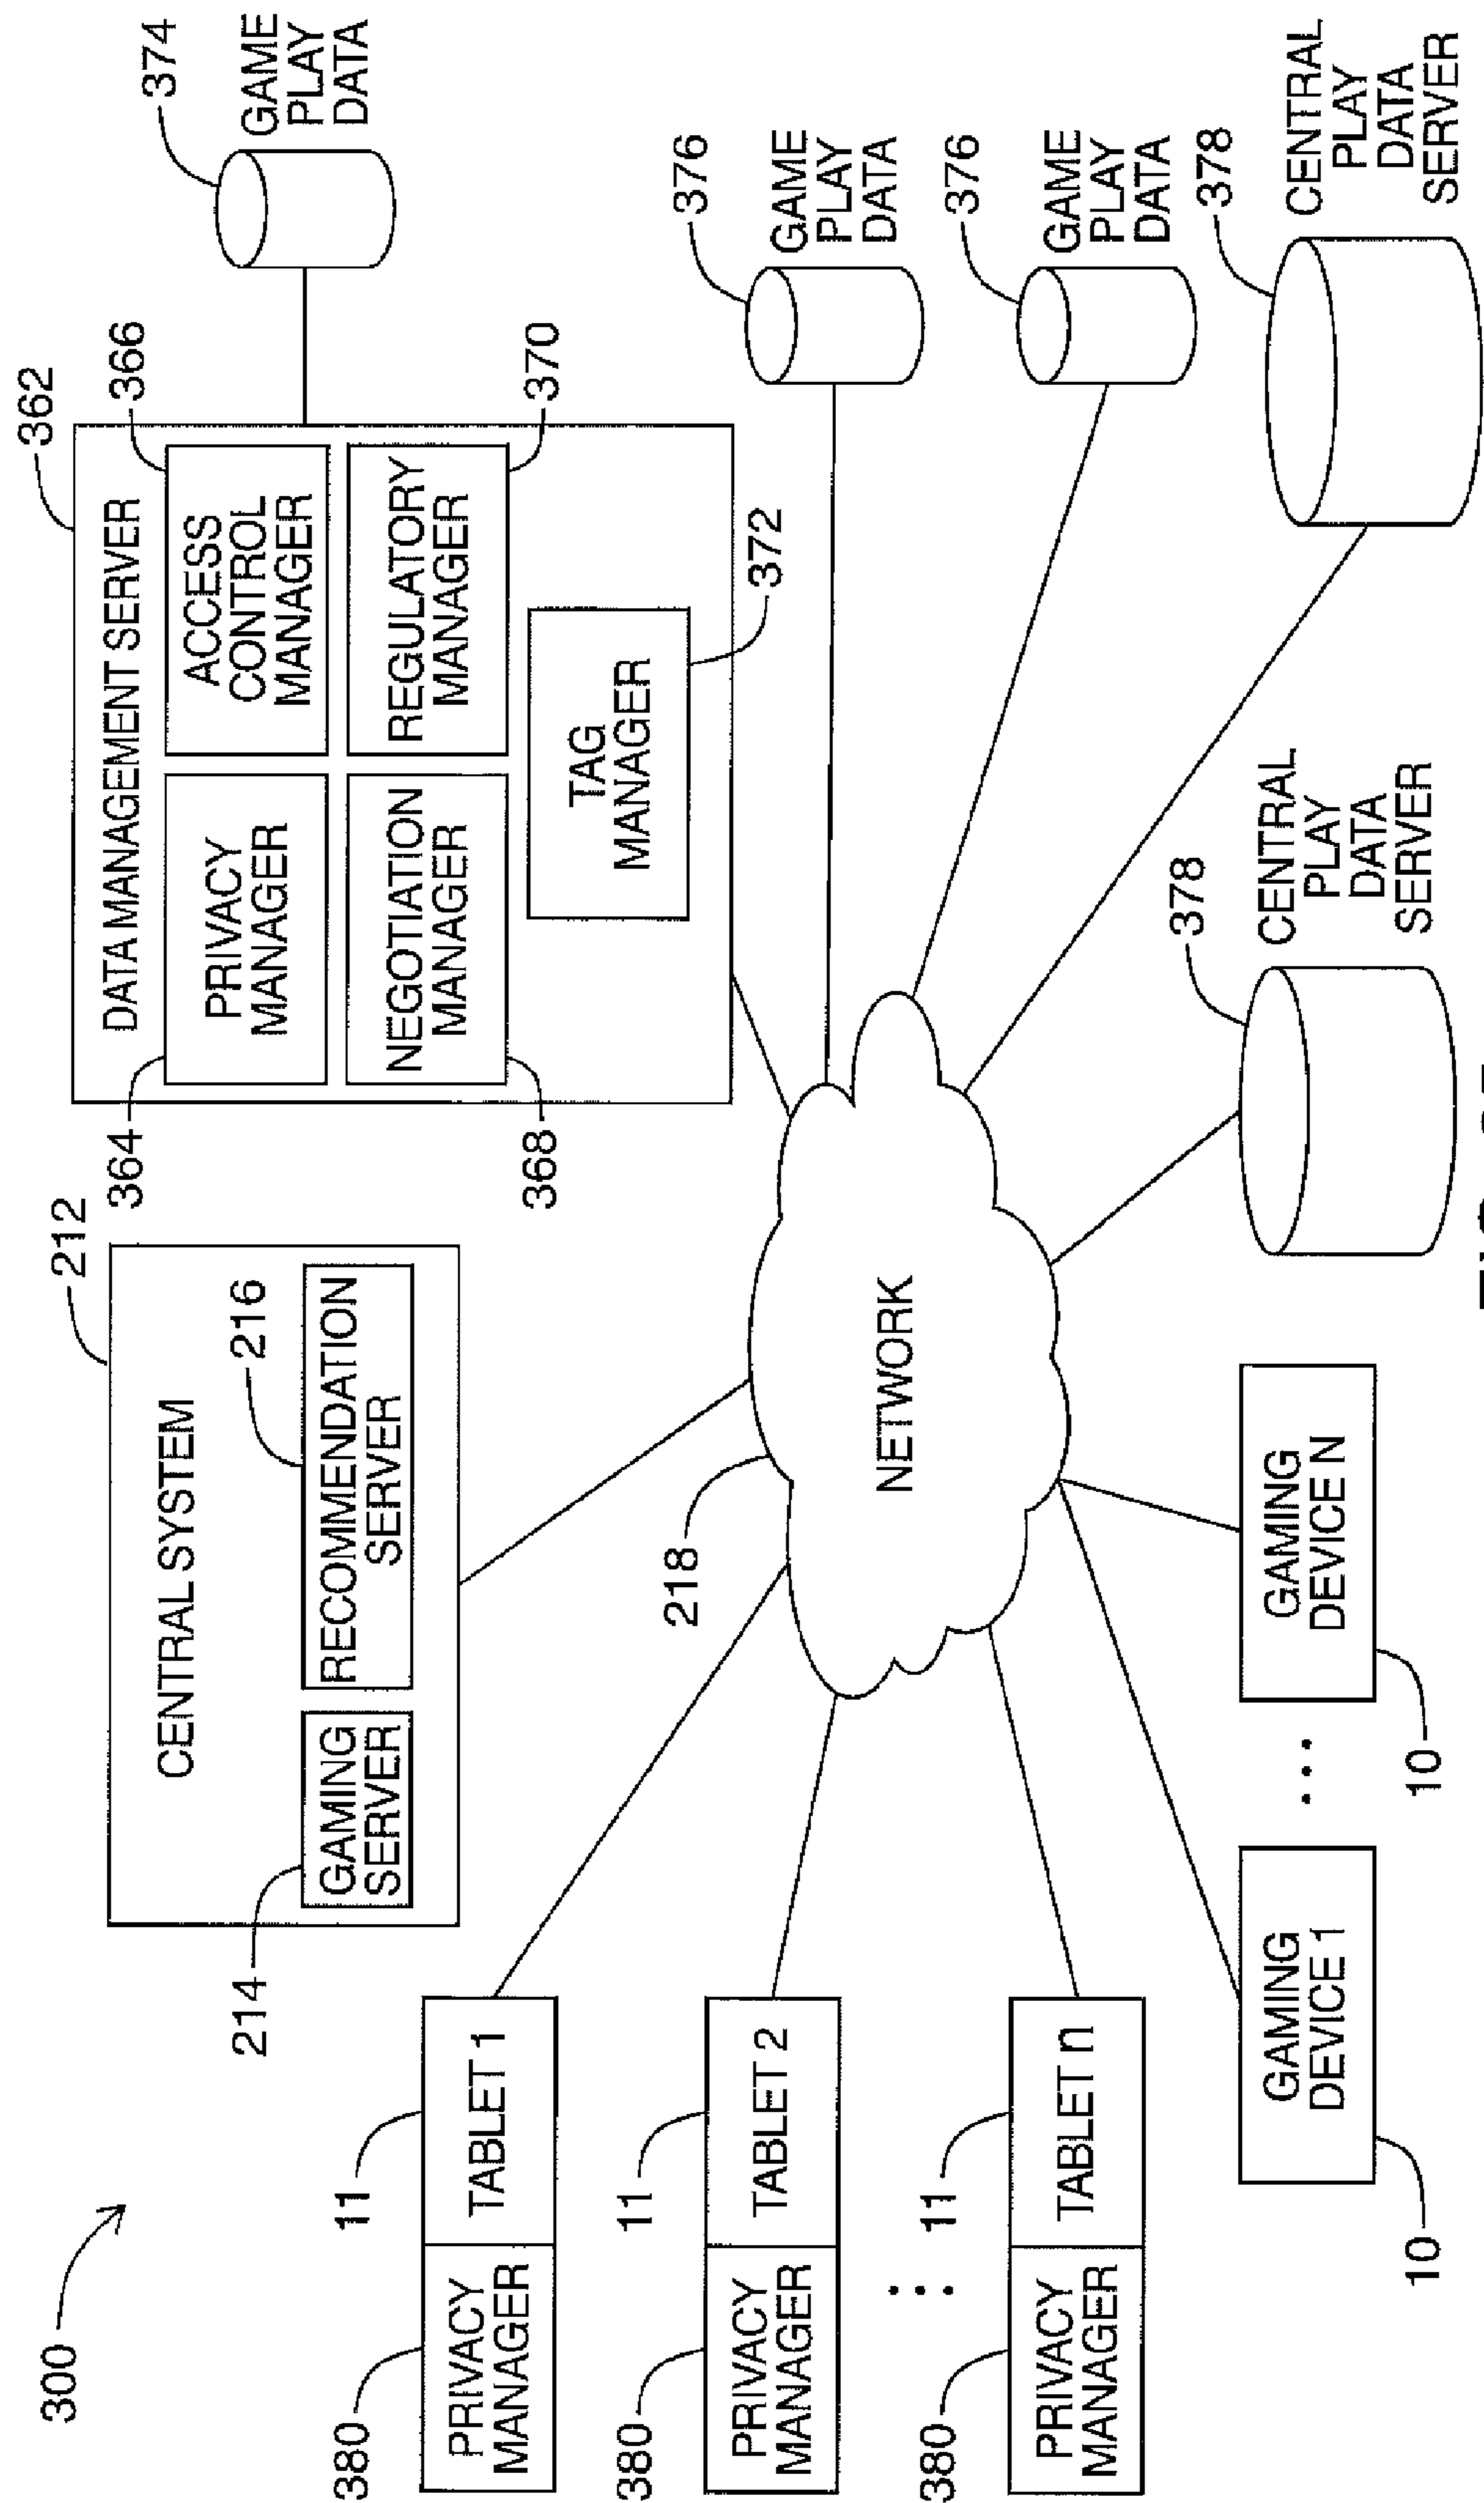 300
212
CENTRAL SYSTEM
214
GAMING
SERVER
216
RECOMMENDATION
SERVER
362
DATA MANAGEMENT SERVER
364
PRIVACY
MANAGER
366
ACCESS
CONTROL
MANAGER
368
NEGOTIATION
MANAGER
370
REGULATORY
MANAGER
372
TAG
MANAGER
374
GAME
PLAY
DATA
380
PRIVACY
MANAGER
11
TABLET 1
380
PRIVACY
MANAGER
11
TABLET 2
380
PRIVACY
MANAGER
11
TABLET n
218
NETWORK
376
GAME
PLAY
DATA
376
GAME
PLAY
DATA
378
CENTRAL
PLAY
DATA
SERVER
378
CENTRAL
PLAY
DATA
SERVER
10
GAMING
DEVICE 1
...
10
GAMING
DEVICE N